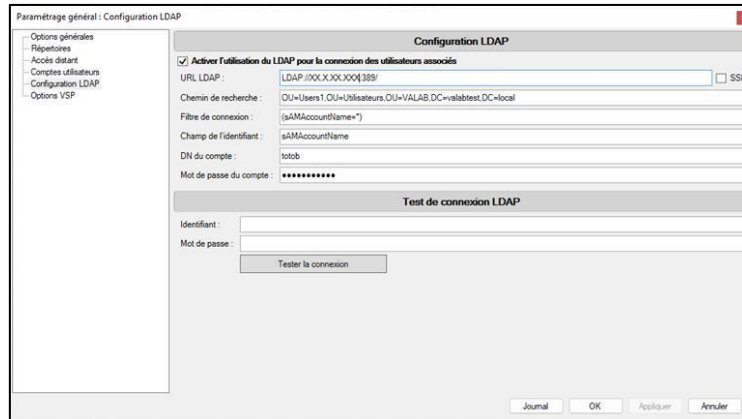 Paramétrage général : Configuration LDAP
Options générales
Répertoires
Accès distant
Comptes utilisateurs
Configuration LDAP
Options VSP
Configuration LDAP
Activer l'utilisation du LDAP pour la connexion des utilisateurs associés
URL LDAP : LDAP://XX.X.XX.XXX:389/
Chemin de recherche : OU=Users1,OU=Utilisateurs,OU=VALAB,DC=valabtest,DC=local
Filtre de connexion : (sAMAccountName=*)
Champ de l'identifiant : sAMAccountName
DN du compte : totob
Mot de passe du compte : •••••••••••
Test de connexion LDAP
Identifiant :
Mot de passe :
Tester la connexion
Journal OK Appliquer Annuler